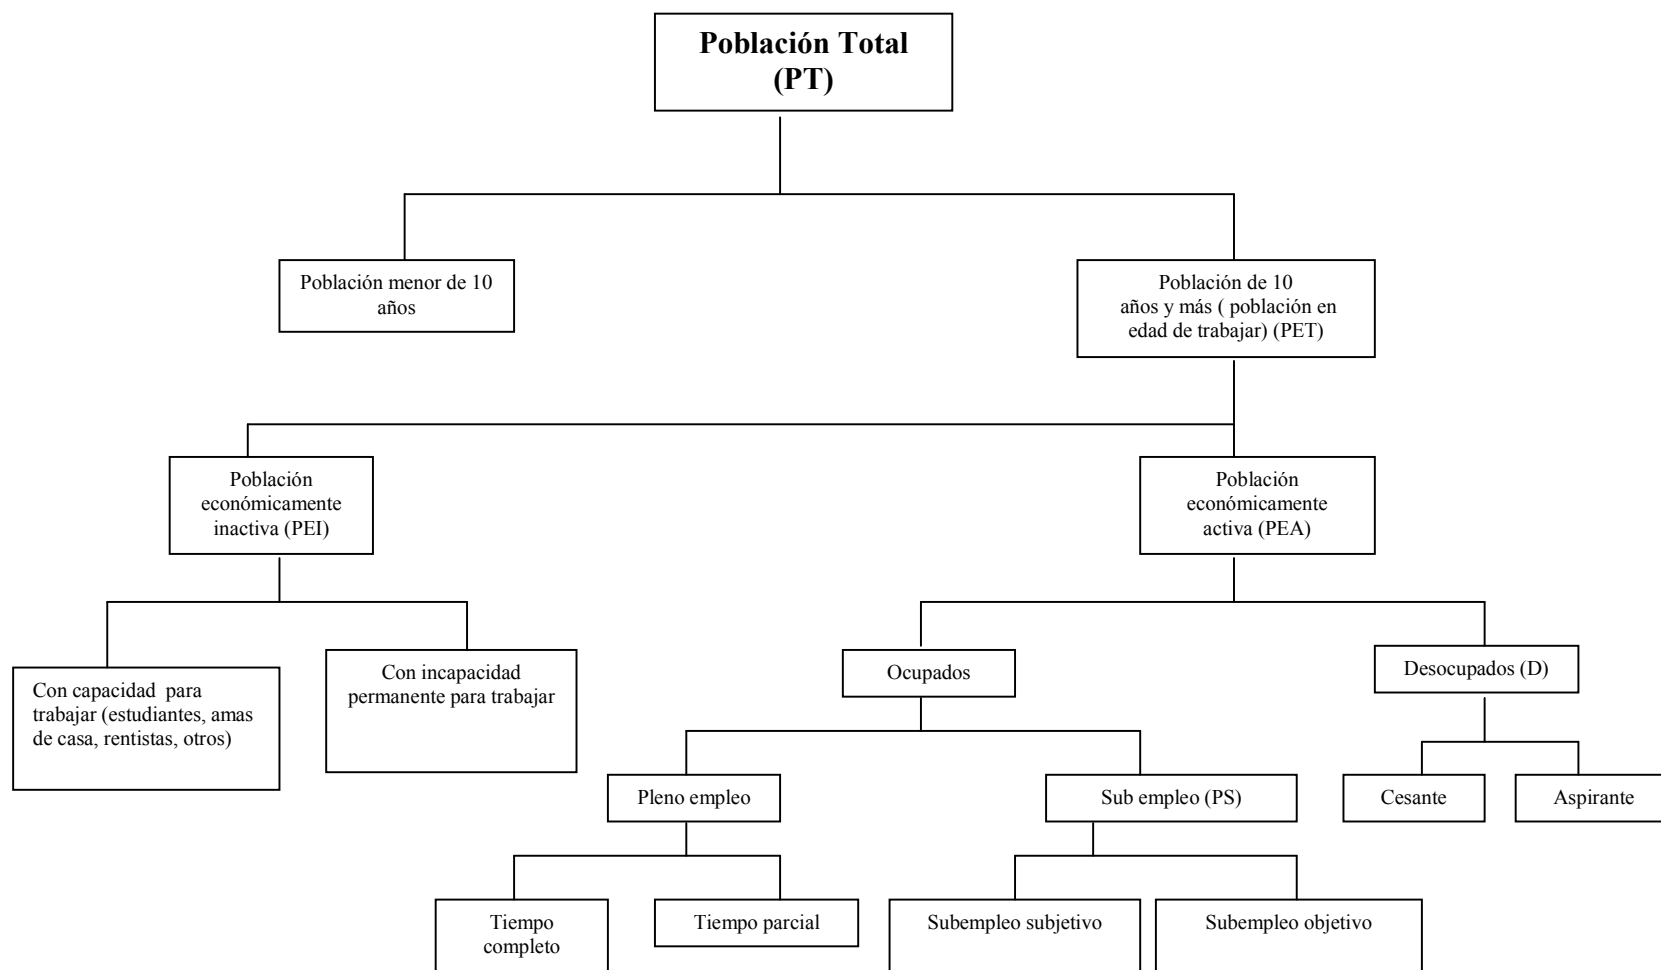 Población Total
(PT)
Población menor de 10
años
Población de 10
años y más ( población en
edad de trabajar) (PET)
Población
económicamente
inactiva (PEI)
Población
económicamente
activa (PEA)
Con capacidad  para
trabajar (estudiantes, amas
de casa, rentistas, otros)
Con incapacidad
permanente para trabajar
Ocupados
Desocupados (D)
Pleno empleo
Sub empleo (PS)
Cesante
Aspirante
Tiempo
completo
Tiempo parcial
Subempleo subjetivo
Subempleo objetivo